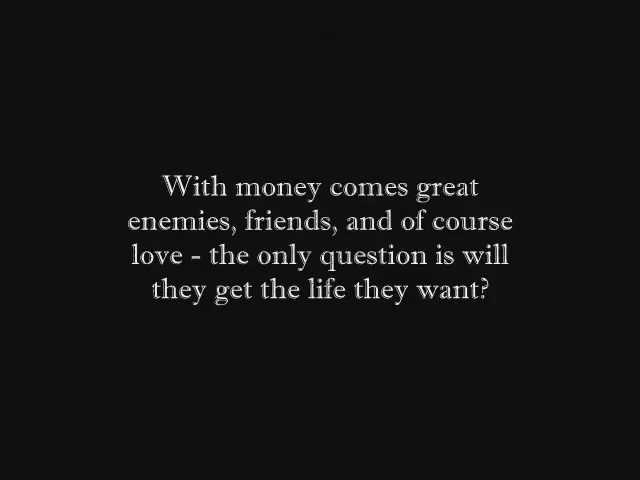 With money comes great
enemies, friends, and of course
love - the only question is will
they get the life they want?